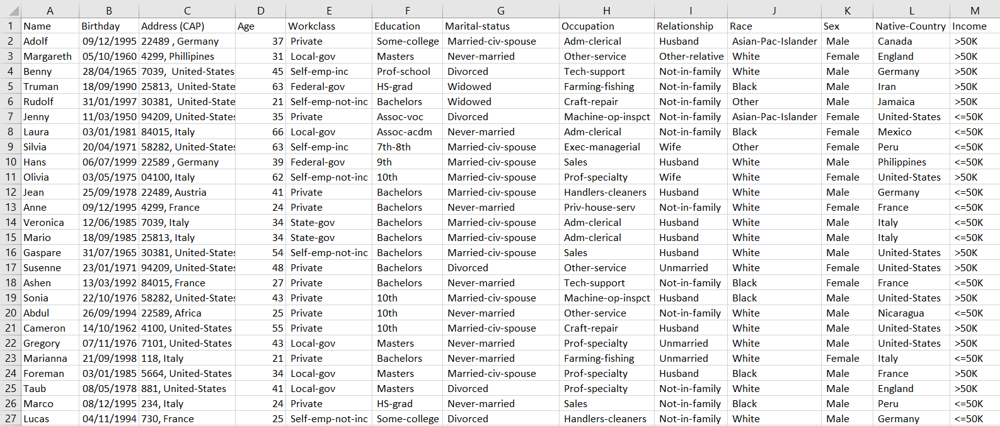 A B C D E F G H I J K L M
1 Name Birthday Address (CAP) Age Workclass Education Marital-status Occupation Relationship Race Sex Native-Country Income
2 Adolf 09/12/1995 22489 , Germany 37 Private Some-college Married-civ-spouse Adm-clerical Husband Asian-Pac-Islander Male Canada >50K
3 Margareth 05/10/1960 4299, Phillipines 31 Local-gov Masters Never-married Other-service Other-relative White Female England >50K
4 Benny 28/04/1965 7039,  United-States 45 Self-emp-inc Prof-school Divorced Tech-support Not-in-family White Male Germany >50K
5 Truman 18/09/1990 25813,  United-State 63 Federal-gov HS-grad Widowed Farming-fishing Not-in-family Black Male Iran >50K
6 Rudolf 31/01/1997 30381,  United-State 21 Self-emp-not-inc Bachelors Widowed Craft-repair Not-in-family Other Male Jamaica >50K
7 Jenny 11/03/1950 94209, United-States 35 Private Assoc-voc Divorced Machine-op-inspct Not-in-family Asian-Pac-Islander Female United-States <=50K
8 Laura 03/01/1981 84015, Italy 66 Local-gov Assoc-acdm Never-married Adm-clerical Not-in-family Black Female Mexico <=50K
9 Silvia 20/04/1971 58282, United-States 63 Self-emp-inc 7th-8th Married-civ-spouse Exec-managerial Wife Other Female Peru <=50K
10 Hans 06/07/1999 22589 , Germany 39 Federal-gov 9th Married-civ-spouse Sales Husband White Male Philippines <=50K
11 Olivia 03/05/1975 04100, Italy 62 Self-emp-not-inc 10th Married-civ-spouse Prof-specialty Wife White Female United-States >50K
12 Jean 25/09/1978 22489, Austria 41 Private Bachelors Married-civ-spouse Handlers-cleaners Husband White Male Germany <=50K
13 Anne 09/12/1995 4299, France 24 Private Bachelors Never-married Priv-house-serv Not-in-family White Female France <=50K
14 Veronica 12/06/1985 7039, Italy 34 State-gov Bachelors Married-civ-spouse Adm-clerical Husband White Male Italy <=50K
15 Mario 18/09/1985 25813, Italy 34 State-gov Bachelors Married-civ-spouse Adm-clerical Husband White Male Italy <=50K
16 Gaspare 31/07/1965 30381, United-States 54 Self-emp-not-inc Bachelors Married-civ-spouse Sales Husband White Male United-States >50K
17 Susenne 23/01/1971 94209, United-States 48 Private Bachelors Divorced Other-service Unmarried White Female United-States >50K
18 Ashen 13/03/1992 84015, France 27 Private Bachelors Never-married Tech-support Not-in-family Black Female France <=50K
19 Sonia 22/10/1976 58282, United-States 43 Private 10th Married-civ-spouse Machine-op-inspct Husband Black Male United-States >50K
20 Abdul 26/09/1994 22589, Africa 25 Private 10th Never-married Other-service Not-in-family White Male Nicaragua <=50K
21 Cameron 14/10/1962 4100, United-States 55 Private 10th Married-civ-spouse Craft-repair Husband White Male United-States >50K
22 Gregory 07/11/1976 7101, United-States 43 Local-gov Masters Never-married Prof-specialty Unmarried White Male United-States >50K
23 Marianna 21/09/1998 118, Italy 21 Private Bachelors Never-married Farming-fishing Unmarried White Female Italy <=50K
24 Foreman 03/01/1985 5664, United-States 34 Local-gov Masters Married-civ-spouse Prof-specialty Husband Black Male France >50K
25 Taub 08/05/1978 881, United-States 41 Local-gov Masters Divorced Prof-specialty Not-in-family White Male England >50K
26 Marco 08/12/1995 234, Italy 24 Private HS-grad Never-married Sales Not-in-family Black Male Peru <=50K
27 Lucas 04/11/1994 730, France 25 Self-emp-not-inc Some-college Divorced Handlers-cleaners Not-in-family White Male Germany <=50K